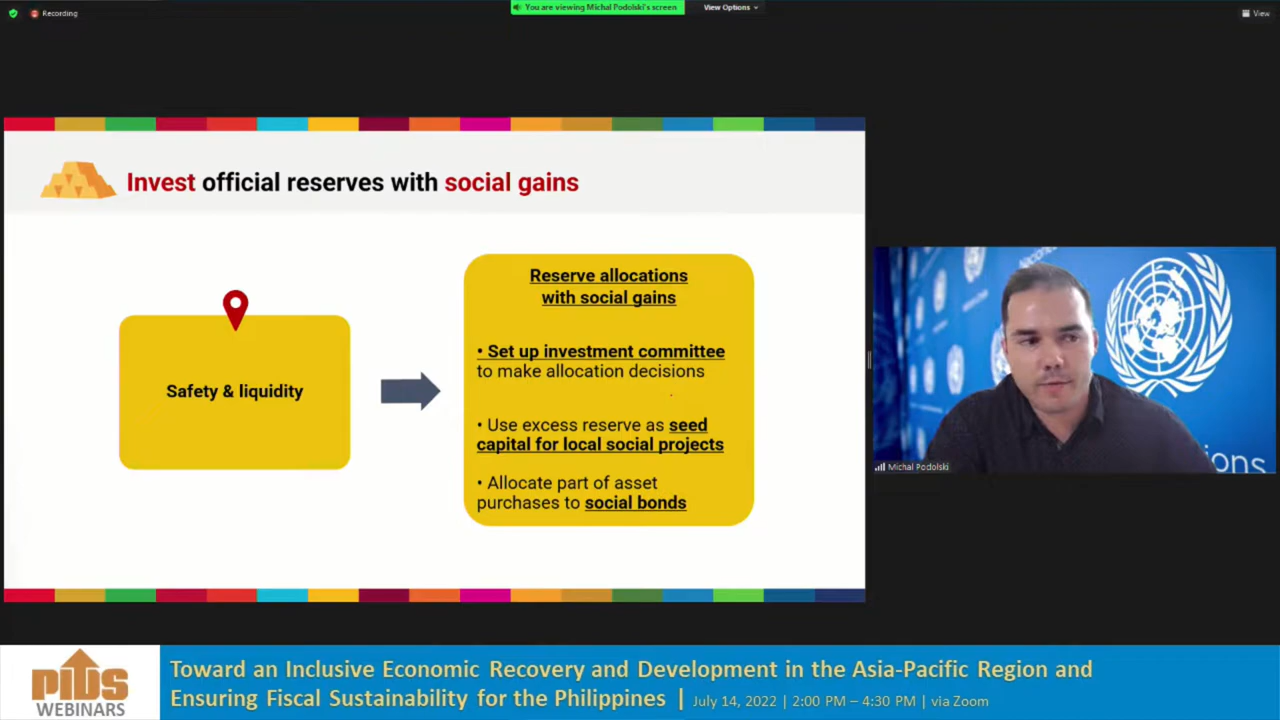 Recording
You are viewing Michal Podolski's screen
View Options
View
Invest official reserves with social gains
Safety & liquidity
Reserve allocations
with social gains
• Set up investment committee
to make allocation decisions
• Use excess reserve as seed
capital for local social projects
• Allocate part of asset
purchases to social bonds
Michal Podolski
ons
PIDS
WEBINARS
Toward an Inclusive Economic Recovery and Development in the Asia-Pacific Region and
Ensuring Fiscal Sustainability for the Philippines | July 14, 2022 | 2:00 PM – 4:30 PM | via Zoom